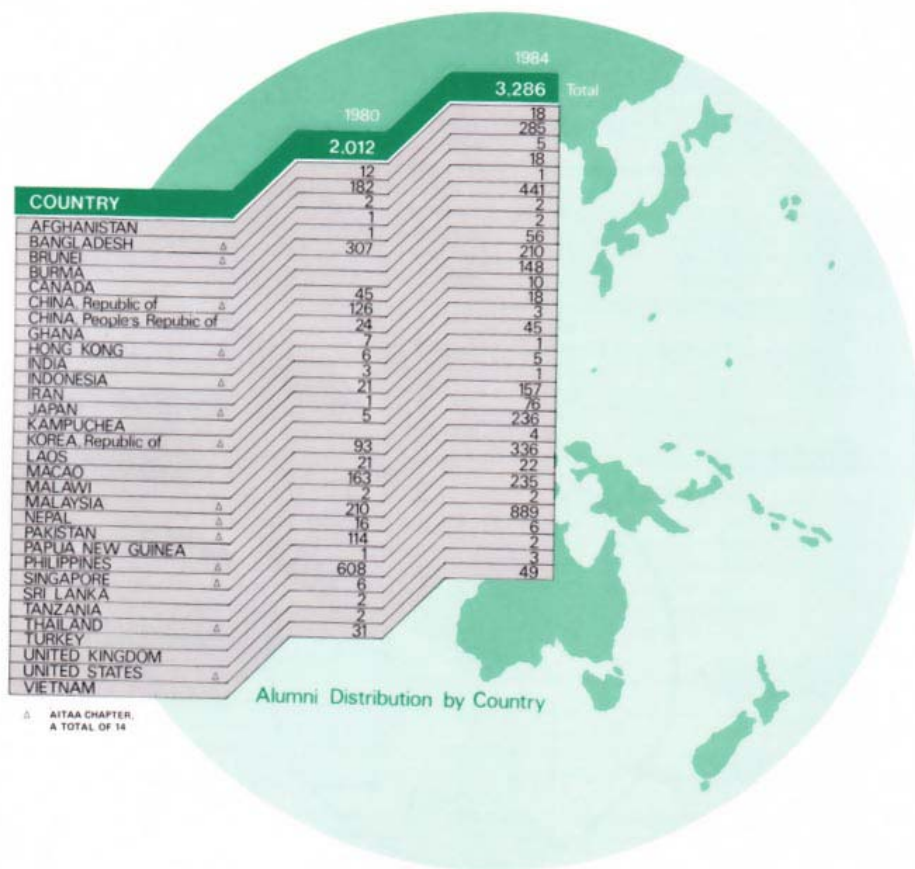 1980 1984
COUNTRY 2,012 3,286 Total
AFGHANISTAN 12 18
BANGLADESH △ 182 285
BRUNEI △ 2 5
BURMA 1 18
CANADA 1 1
CHINA, Republic of △ 307 441
CHINA, People's Repubic of 2
GHANA 2
HONG KONG △ 45 56
INDIA 126 210
INDONESIA △ 24 148
IRAN 7 10
JAPAN △ 6 18
KAMPUCHEA 3 3
KOREA, Republic of △ 21 45
LAOS 1 1
MACAO 5 5
MALAWI 1
MALAYSIA △ 93 157
NEPAL △ 21 76
PAKISTAN △ 163 236
PAPUA NEW GUINEA 2 4
PHILIPPINES △ 210 336
SINGAPORE △ 16 22
SRI LANKA 114 235
TANZANIA 1 2
THAILAND △ 608 889
TURKEY 6 6
UNITED KINGDOM 2 2
UNITED STATES △ 2 3
VIETNAM 31 49
Alumni Distribution by Country
△ AITAA CHAPTER,
A TOTAL OF 14